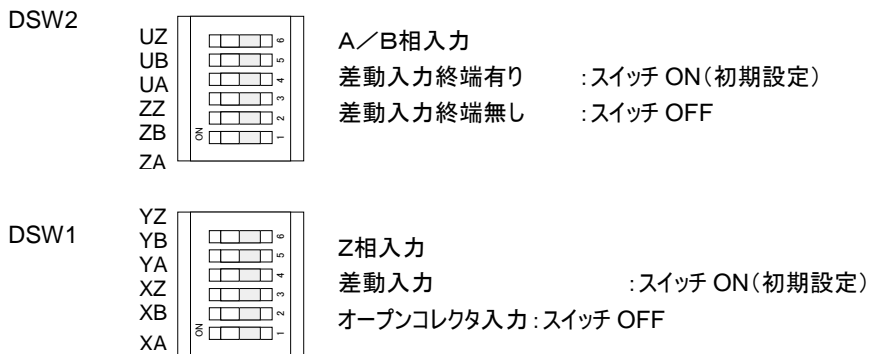 DSW2
UZ
UB
UA
ZZ
ZB
ZA
6
5
4
3
2
1
ON
A/B相入力
差動入力終端有り :スイッチ ON(初期設定)
差動入力終端無し :スイッチ OFF
DSW1
YZ
YB
YA
XZ
XB
XA
6
5
4
3
2
1
ON
Z相入力
差動入力 :スイッチ ON(初期設定)
オープンコレクタ入力:スイッチ OFF